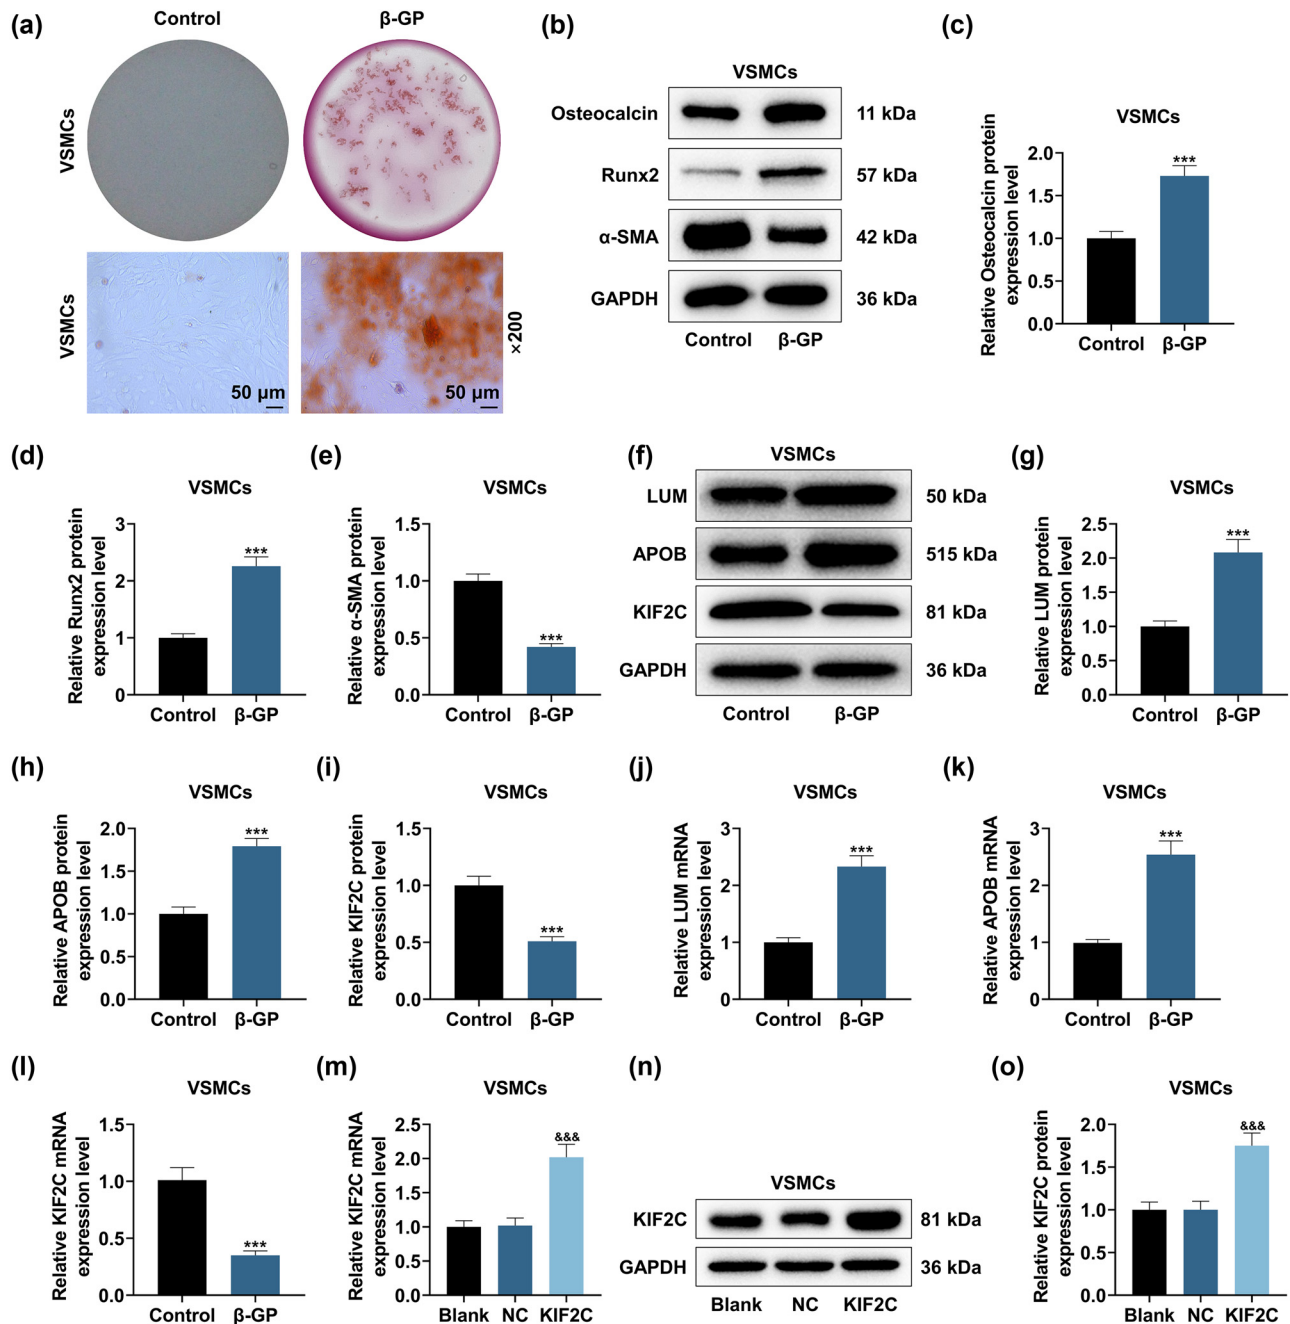 (a)
Control
β-GP
VSMCs
VSMCs
50 μm
50 μm
×200
(b)
VSMCs
Osteocalcin
11 kDa
Runx2
57 kDa
α-SMA
42 kDa
GAPDH
36 kDa
Control
β-GP
(c)
VSMCs
Relative Osteocalcin protein
expression level
2.0
1.5
1.0
0.5
0.0
***
Control
β-GP
(d)
VSMCs
Relative Runx2 protein
expression level
3
2
1
0
***
Control
β-GP
(e)
VSMCs
Relative α-SMA protein
expression level
1.5
1.0
0.5
0.0
***
Control
β-GP
(f)
VSMCs
LUM
50 kDa
APOB
515 kDa
KIF2C
81 kDa
GAPDH
36 kDa
Control
β-GP
(g)
VSMCs
Relative LUM protein
expression level
2.5
2.0
1.5
1.0
0.5
0.0
***
Control
β-GP
(h)
VSMCs
Relative APOB protein
expression level
2.0
1.5
1.0
0.5
0.0
***
Control
β-GP
(i)
VSMCs
Relative KIF2C protein
expression level
1.5
1.0
0.5
0.0
***
Control
β-GP
(j)
VSMCs
Relative LUM mRNA
expression level
3
2
1
0
***
Control
β-GP
(k)
VSMCs
Relative APOB mRNA
expression level
3
2
1
0
***
Control
β-GP
(l)
VSMCs
Relative KIF2C mRNA
expression level
1.5
1.0
0.5
0.0
***
Control
β-GP
(m)
VSMCs
Relative KIF2C mRNA
expression level
2.5
2.0
1.5
1.0
0.5
0.0
&&&
Blank
NC
KIF2C
(n)
VSMCs
KIF2C
81 kDa
GAPDH
36 kDa
Blank
NC
KIF2C
(o)
VSMCs
Relative KIF2C protein
expression level
2.0
1.5
1.0
0.5
0.0
&&&
Blank
NC
KIF2C